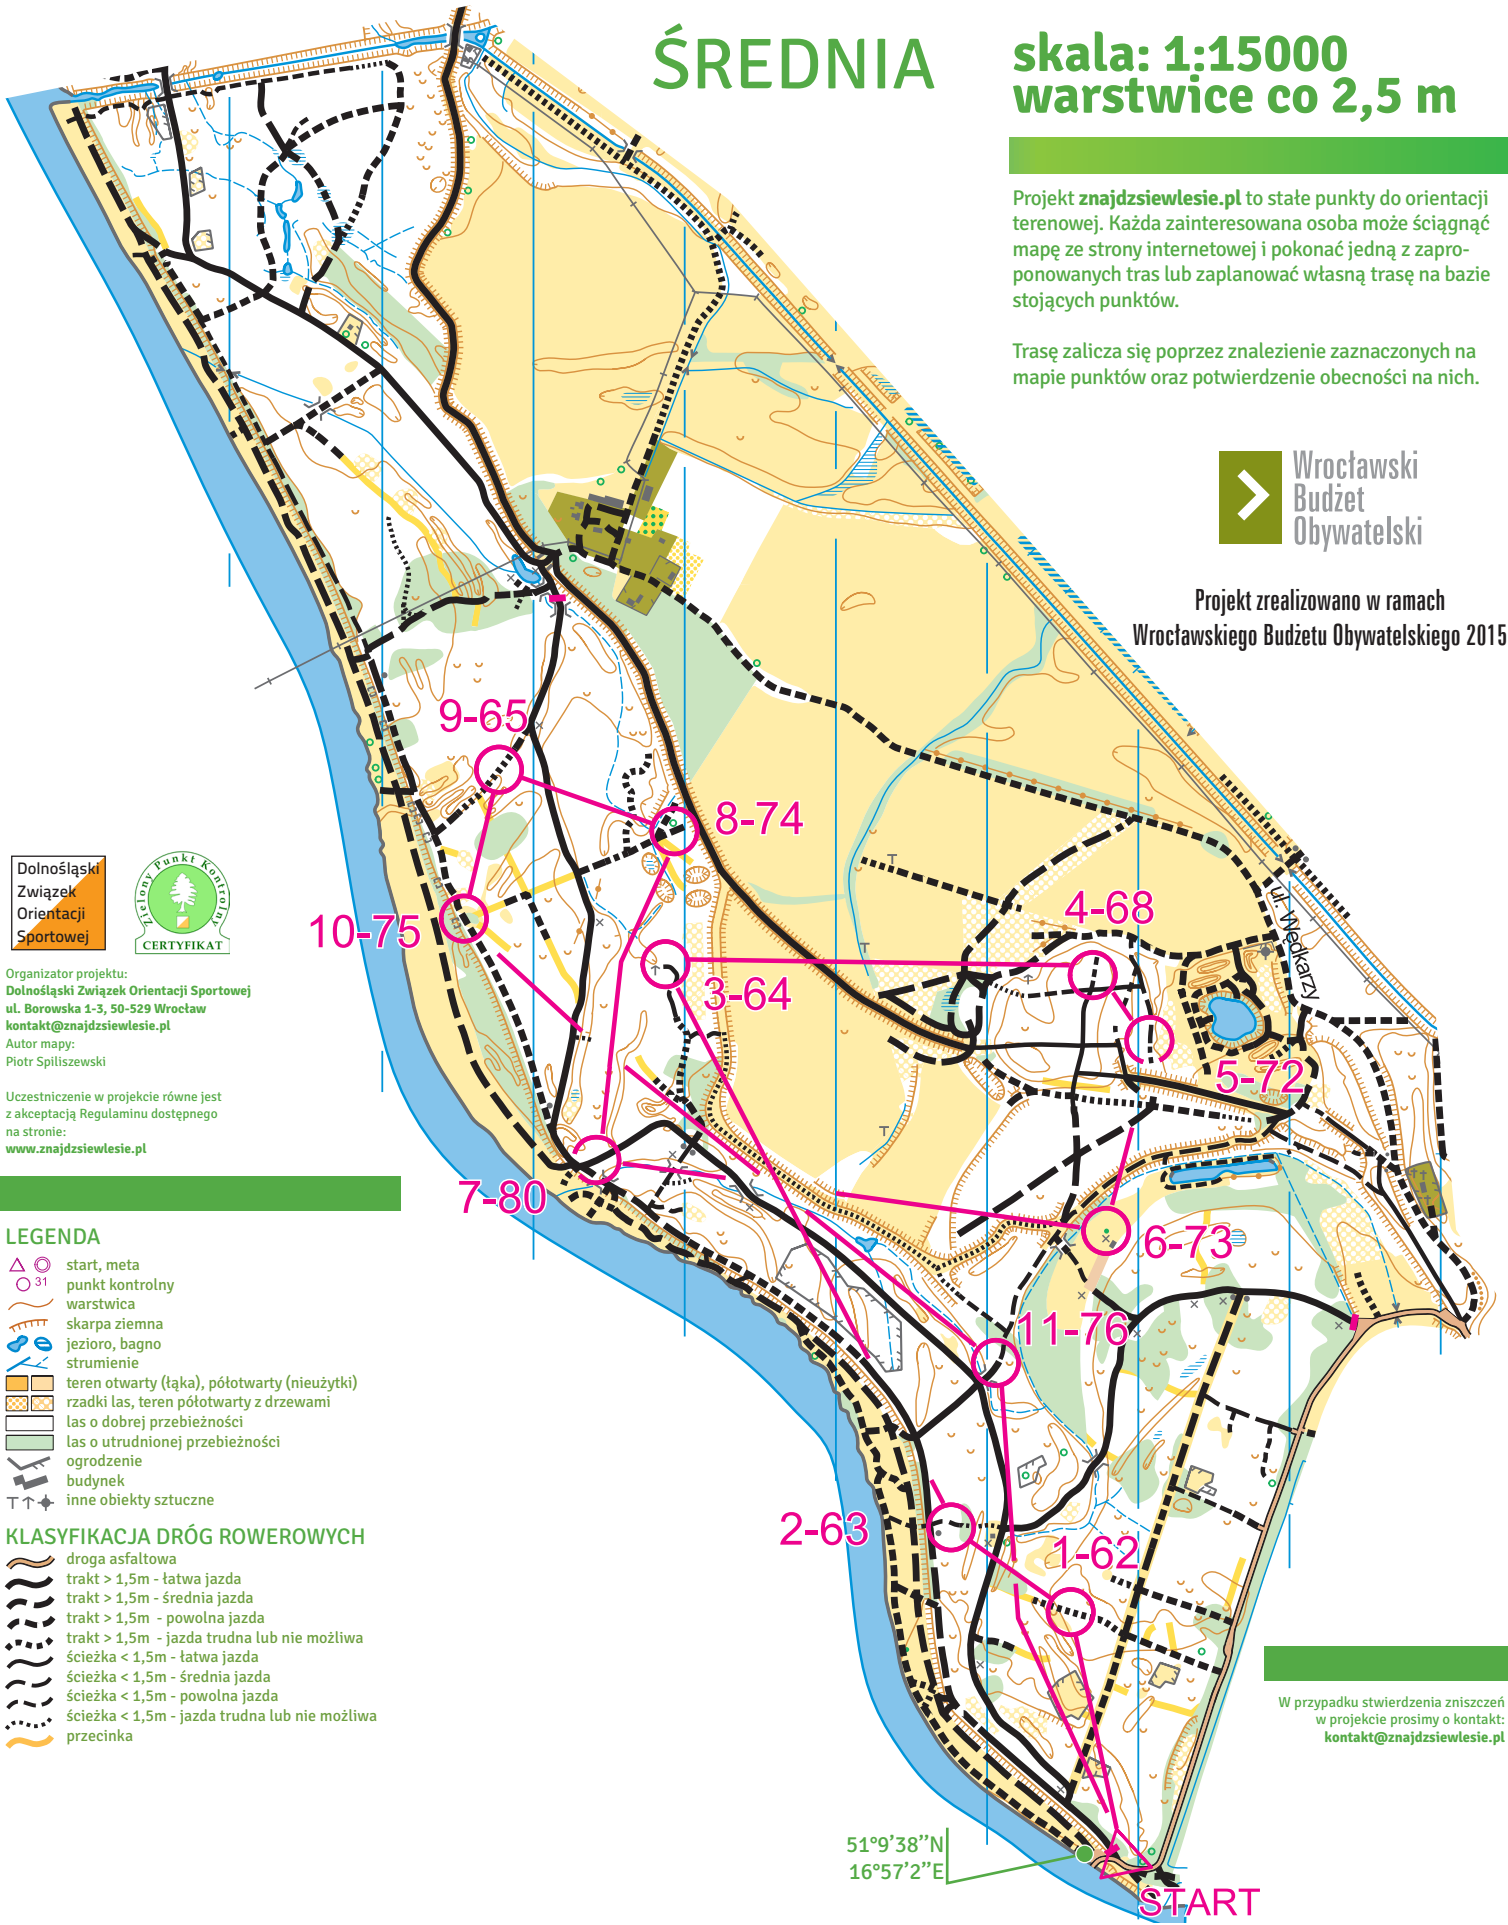 ŚREDNIA
skala: 1:15000
warstwice co 2,5 m
Projekt znajdzsiewlesie.pl to stałe punkty do orientacji
terenowej. Każda zainteresowana osoba może ściągnąć
mapę ze strony internetowej i pokonać jedną z zapro-
ponowanych tras lub zaplanować własną trasę na bazie
stojących punktów.
Trasę zalicza się poprzez znalezienie zaznaczonych na
mapie punktów oraz potwierdzenie obecności na nich.
Wrocławski
Budżet
Obywatelski
Projekt zrealizowano w ramach
Wrocławskiego Budżetu Obywatelskiego 2015
9-65
8-74
4-68
ul. Wędkarzy
10-75
3-64
5-72
7-80
6-73
11-76
2-63
1-62
START
51°9'38''N
16°57'2''E
Dolnośląski
Związek
Orientacji
Sportowej
Zielony Punkt Kontrolny
CERTYFIKAT
Organizator projektu:
Dolnośląski Związek Orientacji Sportowej
ul. Borowska 1-3, 50-529 Wrocław
kontakt@znajdzsiewlesie.pl
Autor mapy:
Piotr Spiliszewski
Uczestniczenie w projekcie równe jest
z akceptacją Regulaminu dostępnego
na stronie:
www.znajdzsiewlesie.pl
LEGENDA
start, meta
31 punkt kontrolny
warstwica
skarpa ziemna
jezioro, bagno
strumienie
teren otwarty (łąka), półotwarty (nieużytki)
rzadki las, teren półotwarty z drzewami
las o dobrej przebieżności
las o utrudnionej przebieżności
ogrodzenie
budynek
inne obiekty sztuczne
KLASYFIKACJA DRÓG ROWEROWYCH
droga asfaltowa
trakt > 1,5m - łatwa jazda
trakt > 1,5m - średnia jazda
trakt > 1,5m - powolna jazda
trakt > 1,5m - jazda trudna lub nie możliwa
ścieżka < 1,5m - łatwa jazda
ścieżka < 1,5m - średnia jazda
ścieżka < 1,5m - powolna jazda
ścieżka < 1,5m - jazda trudna lub nie możliwa
przecinka
W przypadku stwierdzenia zniszczeń
w projekcie prosimy o kontakt:
kontakt@znajdzsiewlesie.pl